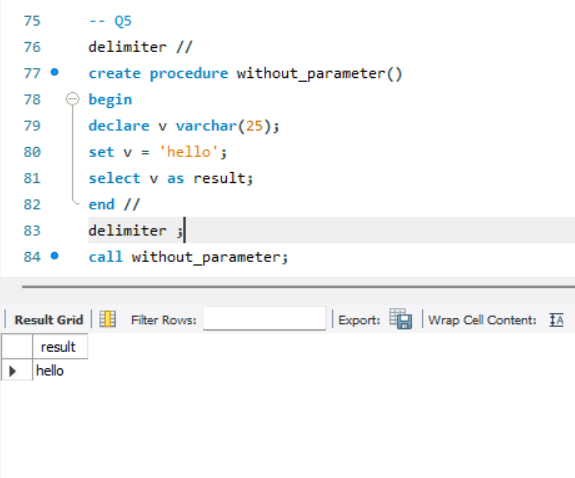 75 -- Q5
76 delimiter //
77 create procedure without_parameter()
78 begin
79 declare v varchar(25);
80 set v = 'hello';
81 select v as result;
82 end //
83 delimiter ;
84 call without_parameter;
Result Grid Filter Rows: Export: Wrap Cell Content: IA
result
hello